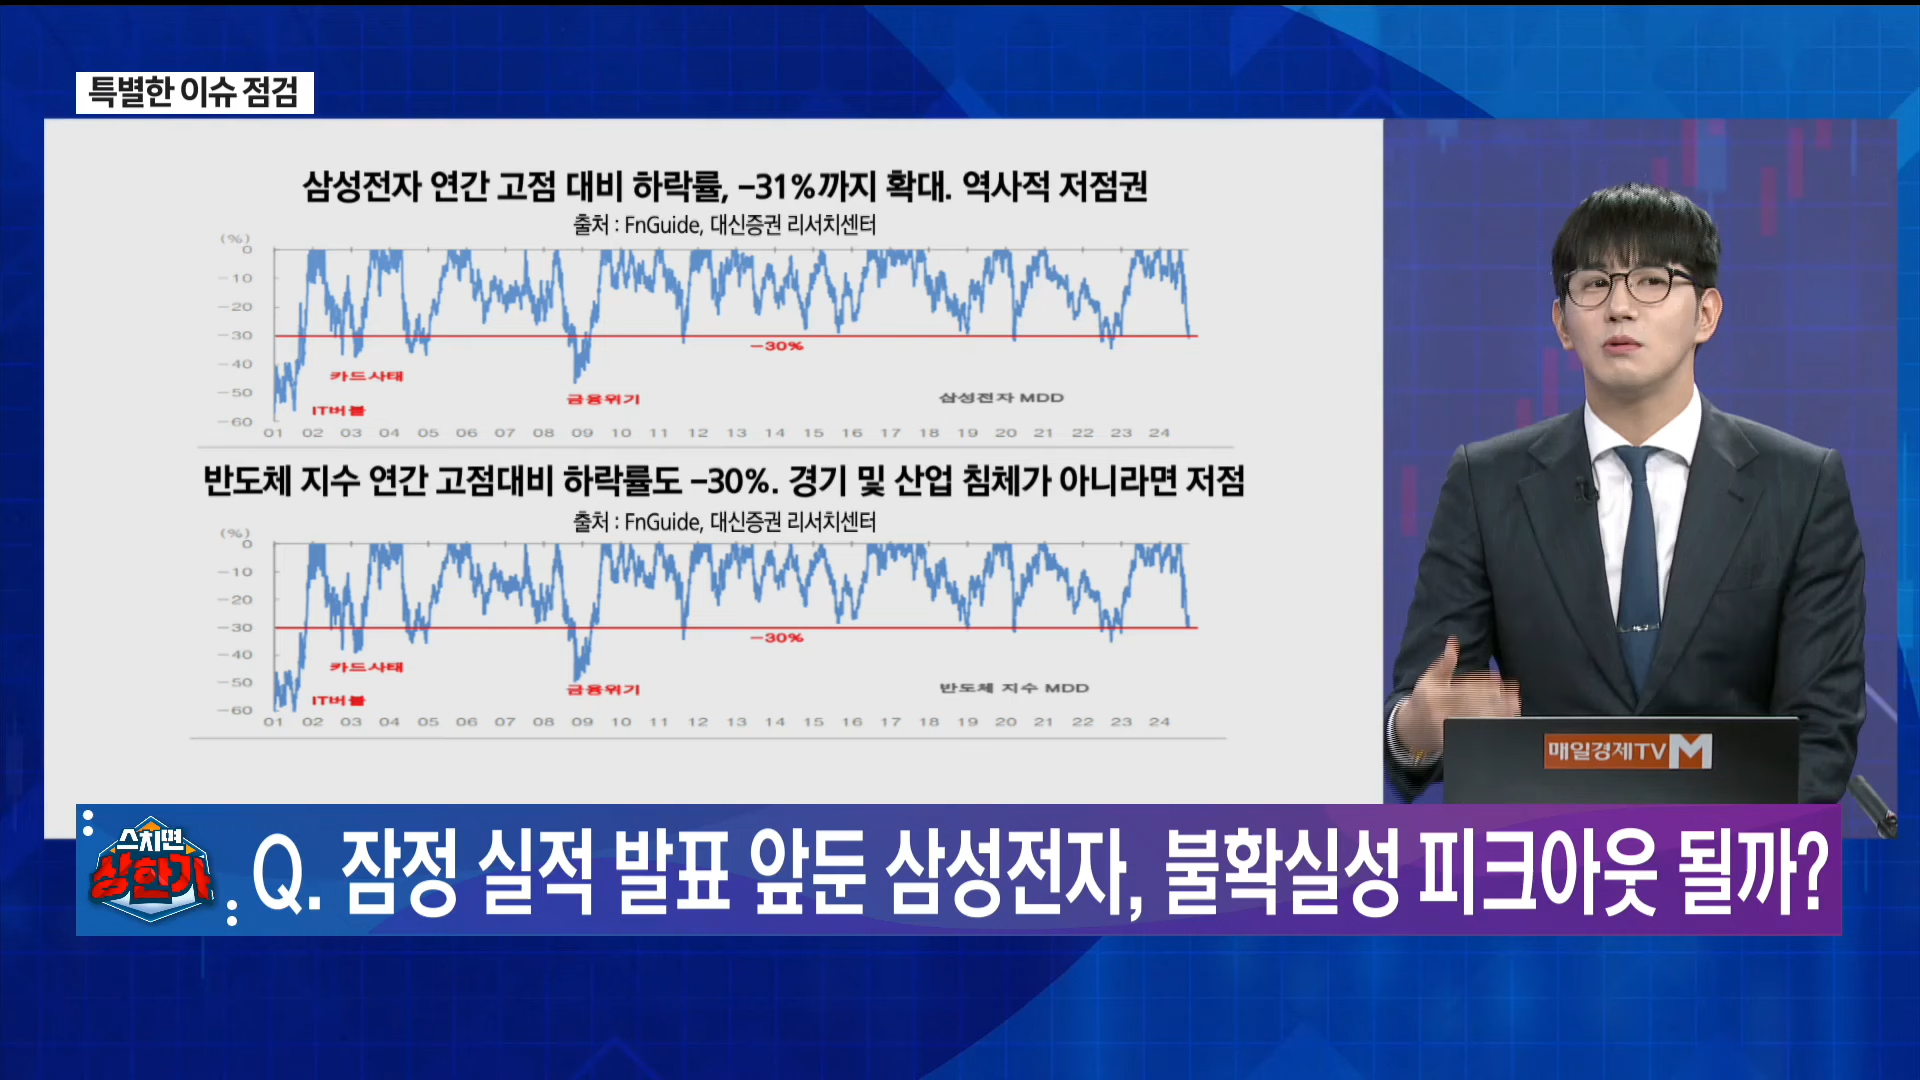 특별한 이슈 점검
삼성전자 연간 고점 대비 하락률, -31%까지 확대. 역사적 저점권
출처 : FnGuide, 대신증권 리서치센터
(%)
0
-10
-20
-30
-40
-50
-60
-30%
카드사태
IT버블
금융위기
삼성전자 MDD
01 02 03 04 05 06 07 08 09 10 11 12 13 14 15 16 17 18 19 20 21 22 23 24
반도체 지수 연간 고점대비 하락률도 -30%. 경기 및 산업 침체가 아니라면 저점
출처 : FnGuide, 대신증권 리서치센터
(%)
0
-10
-20
-30
-40
-50
-60
-30%
카드사태
IT버블
금융위기
반도체 지수 MDD
01 02 03 04 05 06 07 08 09 10 11 12 13 14 15 16 17 18 19 20 21 22 23 24
매일경제TV M
스치면
상한가
Q. 잠정 실적 발표 앞둔 삼성전자, 불확실성 피크아웃 될까?